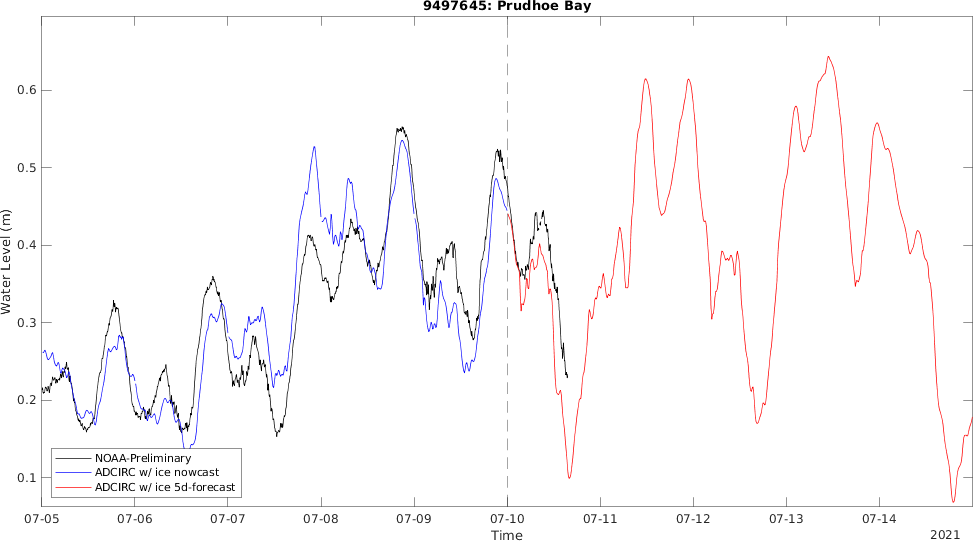 9497645: Prudhoe Bay
Water Level (m)
0.6
0.5
0.4
0.3
0.2
0.1
NOAA-Preliminary
ADCIRC w/ ice nowcast
ADCIRC w/ ice 5d-forecast
07-05 07-06 07-07 07-08 07-09 07-10 07-11 07-12 07-13 07-14
Time
2021